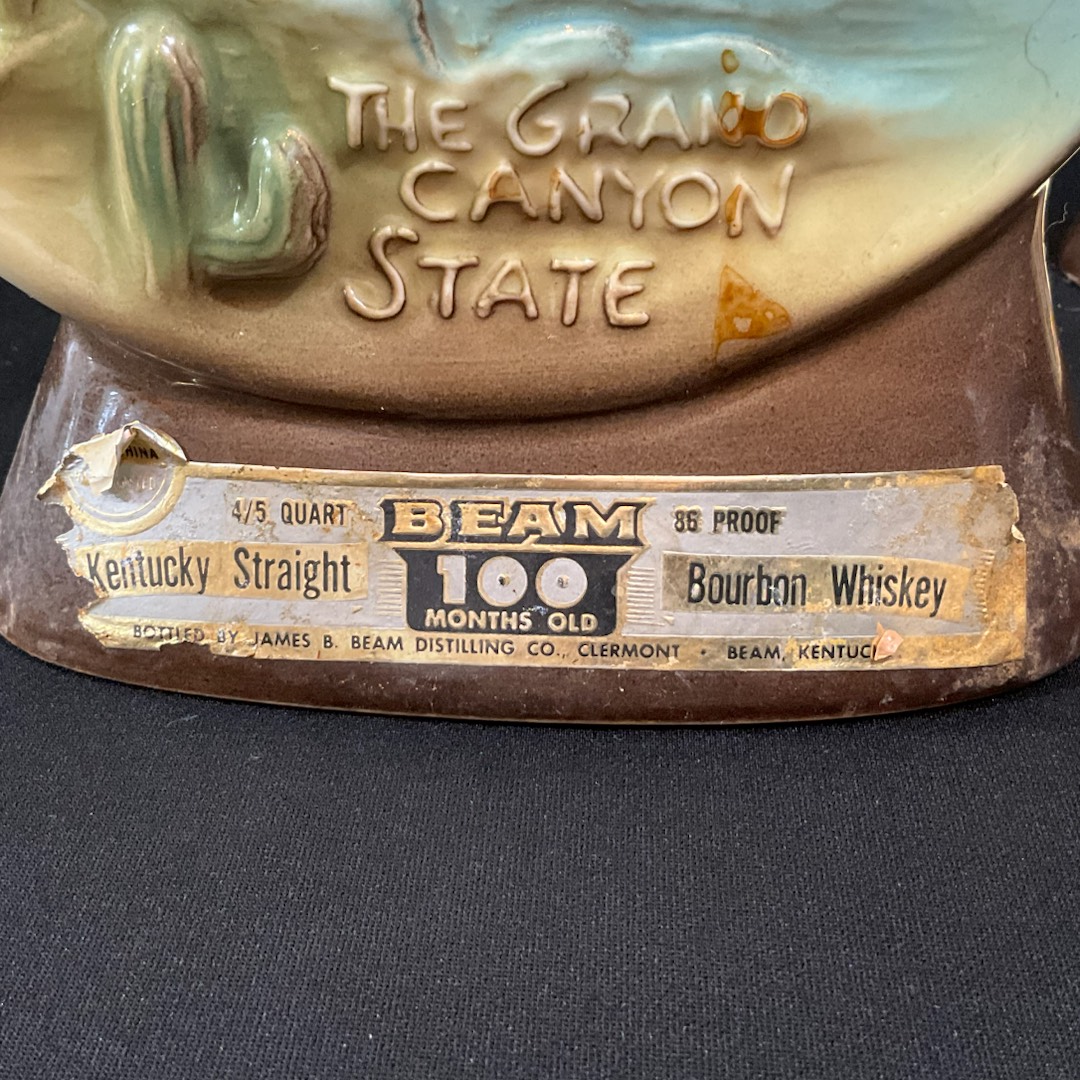 THE GRAND
CANYON
STATE
4/5 QUART BEAM 86 PROOF
Kentucky Straight 100 Bourbon Whiskey
MONTHS OLD
BOTTLED BY JAMES B. BEAM DISTILLING CO., CLERMONT • BEAM, KENTUC